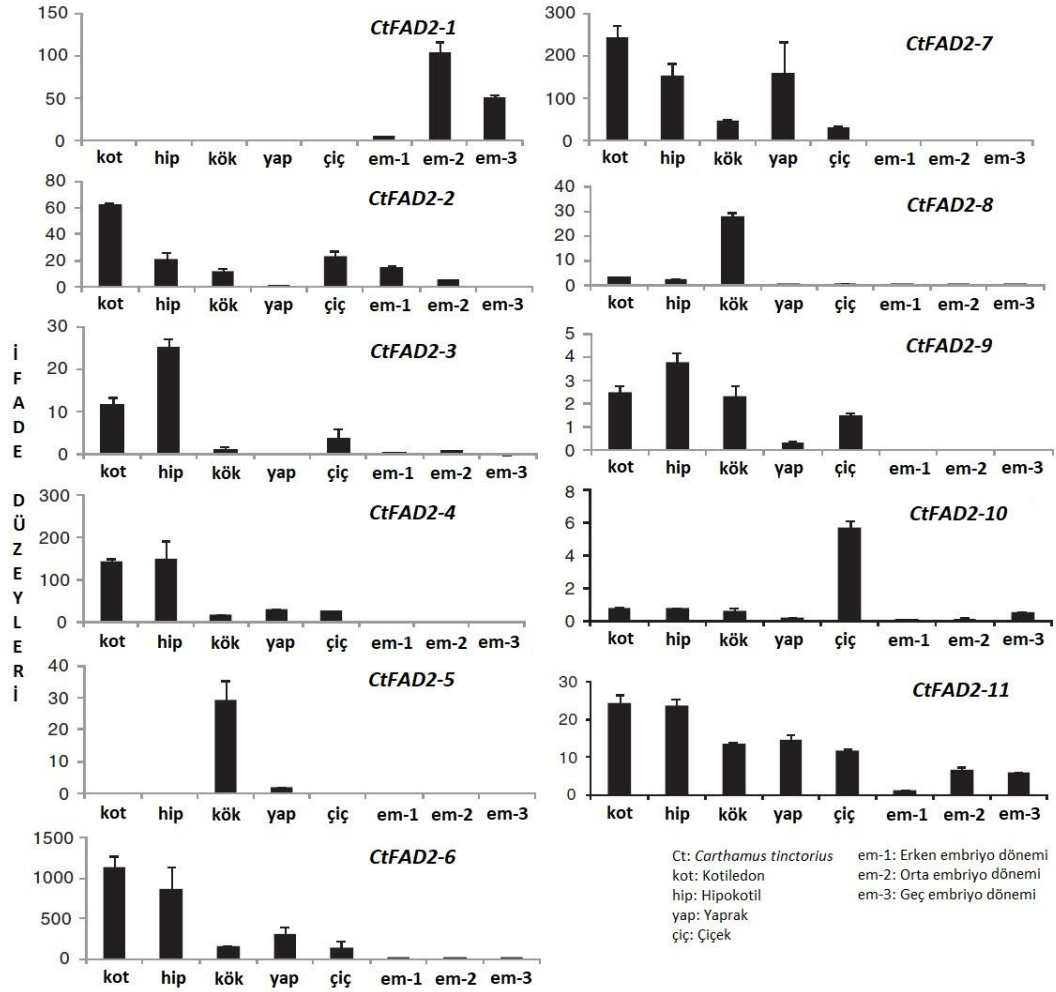 CtFAD2-1
150
100
50
0
kot hip kök yap çiç em-1 em-2 em-3
CtFAD2-2
80
60
40
20
0
kot hip kök yap çiç em-1 em-2 em-3
CtFAD2-3
30
20
10
0
kot hip kök yap çiç em-1 em-2 em-3
CtFAD2-4
300
200
100
0
kot hip kök yap çiç em-1 em-2 em-3
CtFAD2-5
40
30
20
10
0
kot hip kök yap çiç em-1 em-2 em-3
CtFAD2-6
1500
1000
500
0
kot hip kök yap çiç em-1 em-2 em-3
İFADE DÜZEYLERİ
CtFAD2-7
300
200
100
0
kot hip kök yap çiç em-1 em-2 em-3
CtFAD2-8
40
30
20
10
0
kot hip kök yap çiç em-1 em-2 em-3
CtFAD2-9
5
4
3
2
1
0
kot hip kök yap çiç em-1 em-2 em-3
CtFAD2-10
8
6
4
2
0
kot hip kök yap çiç em-1 em-2 em-3
CtFAD2-11
30
20
10
0
kot hip kök yap çiç em-1 em-2 em-3
Ct: Carthamus tinctorius
kot: Kotiledon
hip: Hipokotil
yap: Yaprak
çiç: Çiçek
em-1: Erken embriyo dönemi
em-2: Orta embriyo dönemi
em-3: Geç embriyo dönemi